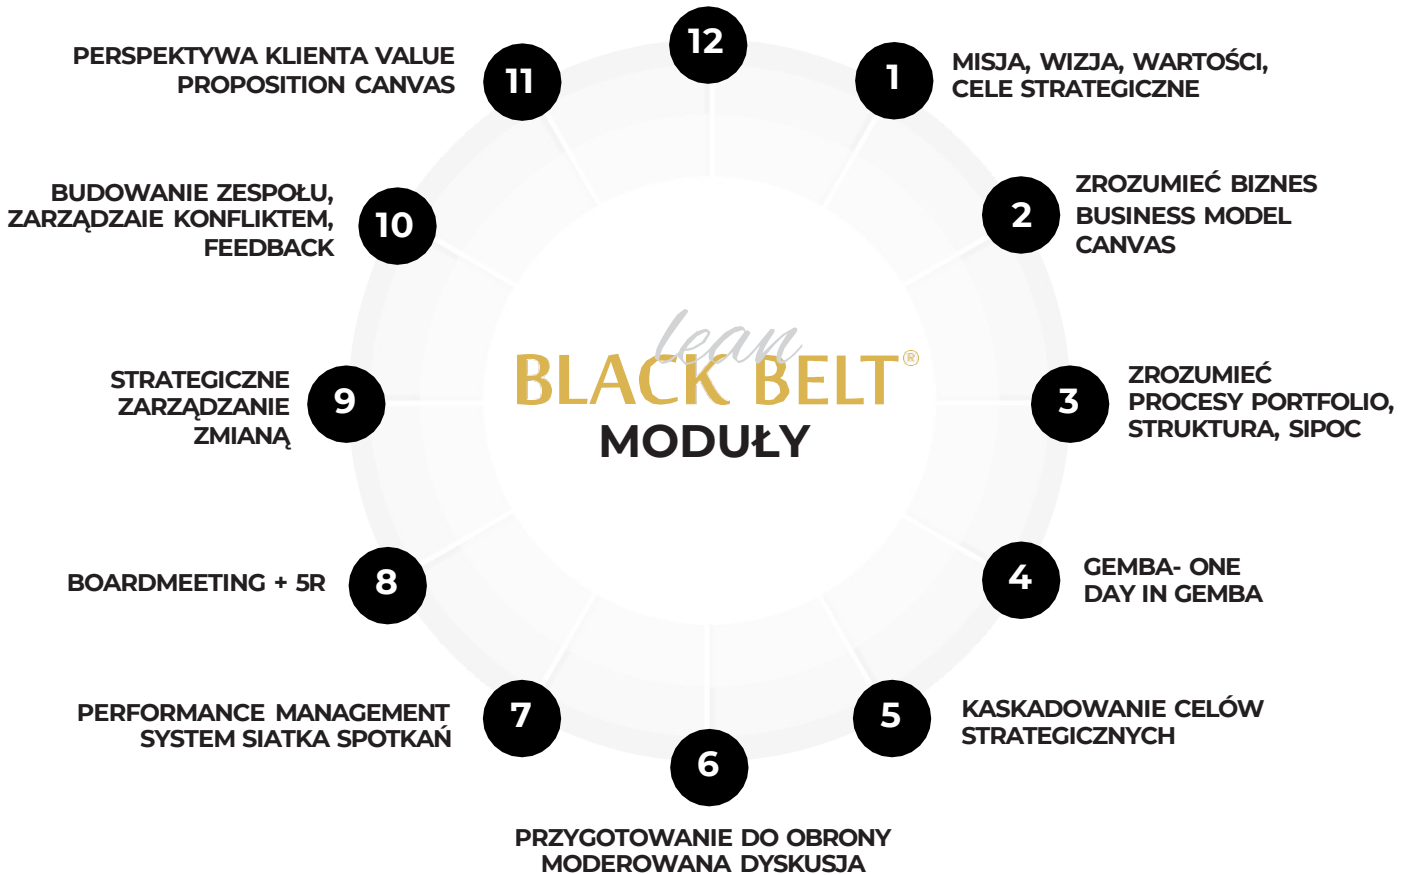 12
1
MISJA, WIZJA, WARTOŚCI,
CELE STRATEGICZNE
2
ZROZUMIEĆ BIZNES
BUSINESS MODEL
CANVAS
3
ZROZUMIEĆ
PROCESY PORTFOLIO,
STRUKTURA, SIPOC
4
GEMBA- ONE
DAY IN GEMBA
5
KASKADOWANIE CELÓW
STRATEGICZNYCH
6
PRZYGOTOWANIE DO OBRONY
MODEROWANA DYSKUSJA
7
PERFORMANCE MANAGEMENT
SYSTEM SIATKA SPOTKAŃ
8
BOARDMEETING + 5R
9
STRATEGICZNE
ZARZĄDZANIE
ZMIANĄ
10
BUDOWANIE ZESPOŁU,
ZARZĄDZAIE KONFLIKTEM,
FEEDBACK
11
PERSPEKTYWA KLIENTA VALUE
PROPOSITION CANVAS
lean
BLACK BELT®
MODUŁY